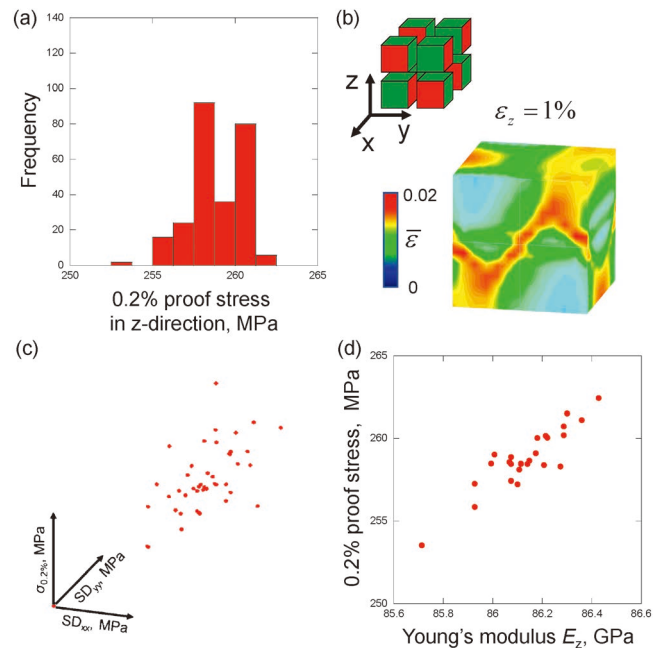 (a)
140
120
100
80
60
40
20
0
Frequency
250
255
260
265
0.2% proof stress
in z-direction, MPa
(b)
z
x
y
εz = 1%
0.02
ε̅
0
(c)
σ0.2%, MPa
SDyy, MPa
SDxx, MPa
(d)
265
260
255
250
0.2% proof stress, MPa
85.6
85.8
86
86.2
86.4
86.6
Young's modulus Ez, GPa